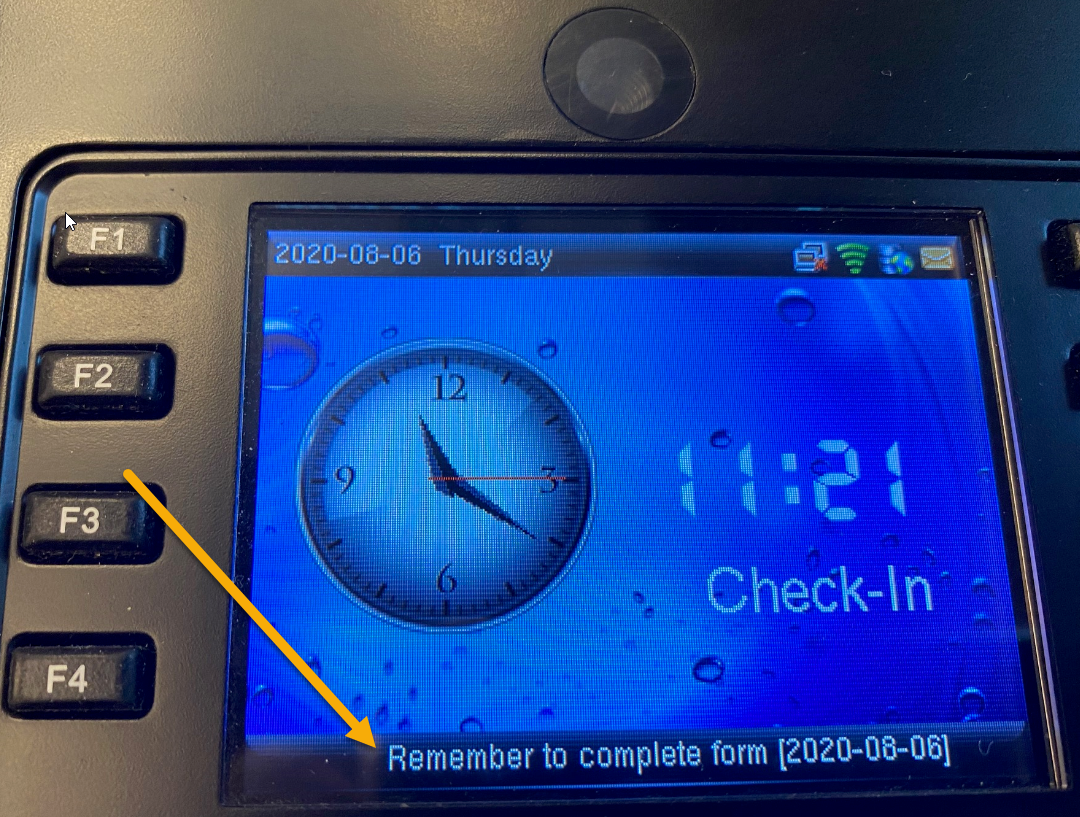 F1
2020-08-06 Thursday
F2
12
9
3
11:21
F3
6
Check-In
F4
Remember to complete form [2020-08-06]